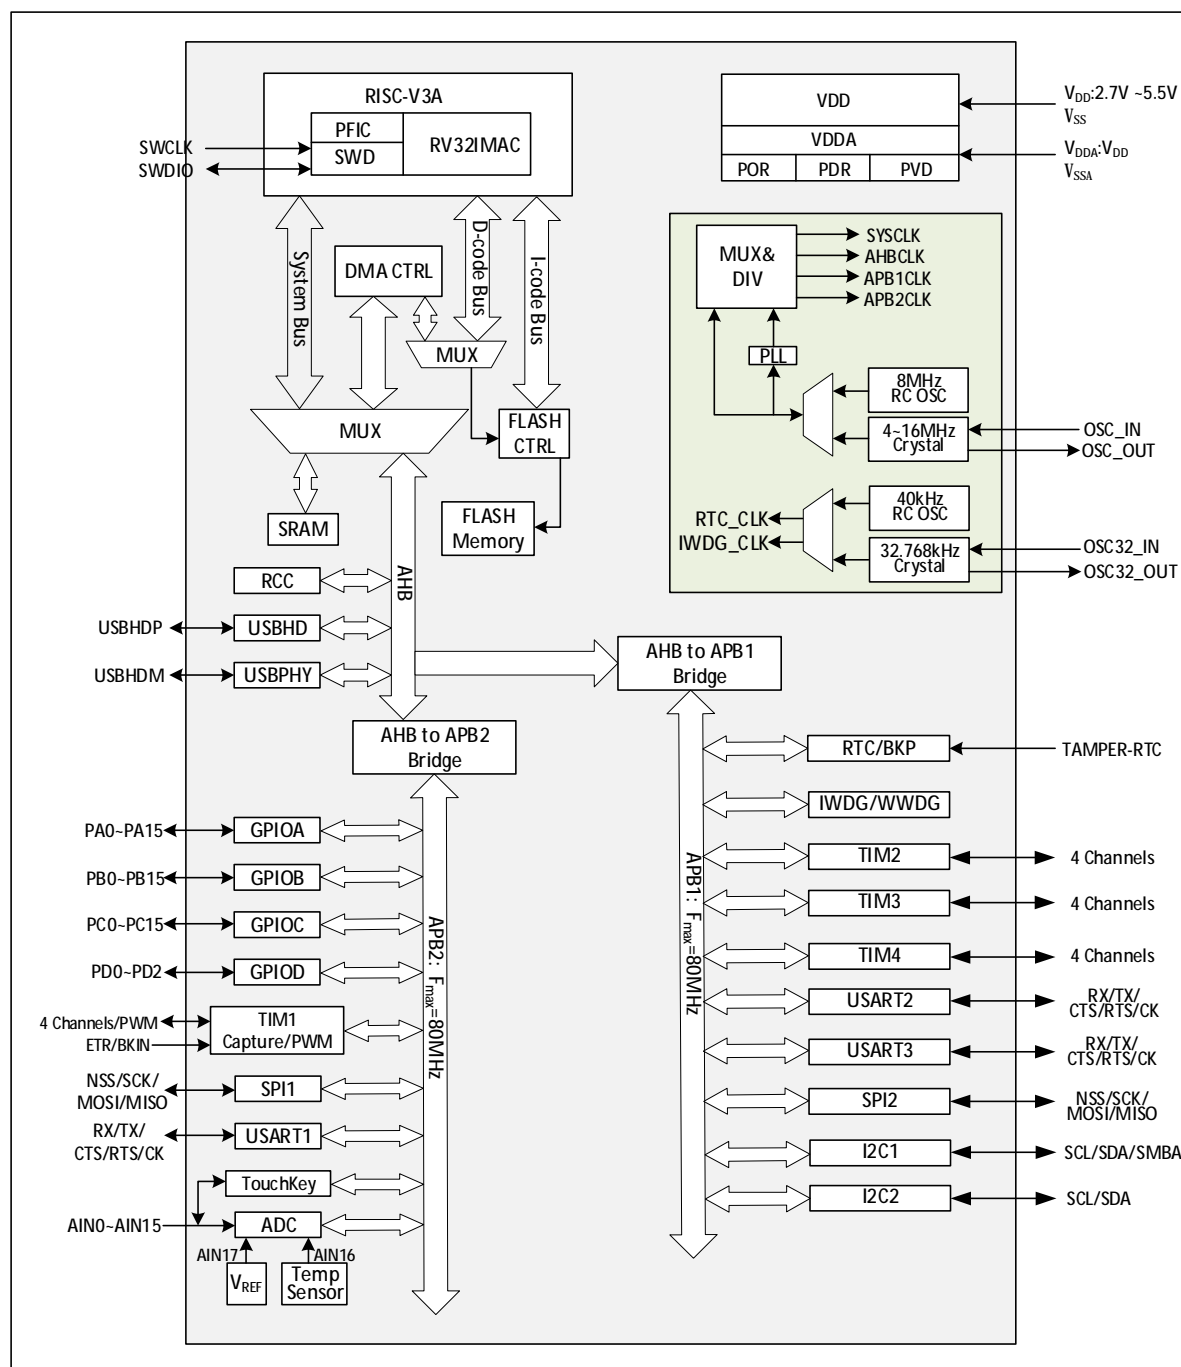 RISC-V3A
PFIC
SWD
RV32IMAC
SWCLK
SWDIO
VDD
VDDA
POR
PDR
PVD
VDD:2.7V ~5.5V
VSS
VDDA:VDD
VSSA
System Bus
DMA CTRL
D-code Bus
I-code Bus
MUX
MUX
FLASH
CTRL
SRAM
FLASH
Memory
MUX&
DIV
SYSCLK
AHBCLK
APB1CLK
APB2CLK
PLL
8MHz
RC OSC
4~16MHz
Crystal
OSC_IN
OSC_OUT
40kHz
RC OSC
RTC_CLK
IWDG_CLK
32.768kHz
Crystal
OSC32_IN
OSC32_OUT
AHB
RCC
USBHDP
USBHD
USBHDM
USBPHY
AHB to APB1
Bridge
AHB to APB2
Bridge
PA0~PA15
GPIOA
PB0~PB15
GPIOB
PC0~PC15
GPIOC
PD0~PD2
GPIOD
4 Channels/PWM
ETR/BKIN
TIM1
Capture/PWM
NSS/SCK/
MOSI/MISO
SPI1
RX/TX/
CTS/RTS/CK
USART1
TouchKey
AIN0~AIN15
ADC
AIN17
AIN16
VREF
Temp
Sensor
APB2: Fmax=80MHz
APB1: Fmax=80MHz
RTC/BKP
TAMPER-RTC
IWDG/WWDG
TIM2
4 Channels
TIM3
4 Channels
TIM4
4 Channels
USART2
RX/TX/
CTS/RTS/CK
USART3
RX/TX/
CTS/RTS/CK
SPI2
NSS/SCK/
MOSI/MISO
I2C1
SCL/SDA/SMBA
I2C2
SCL/SDA